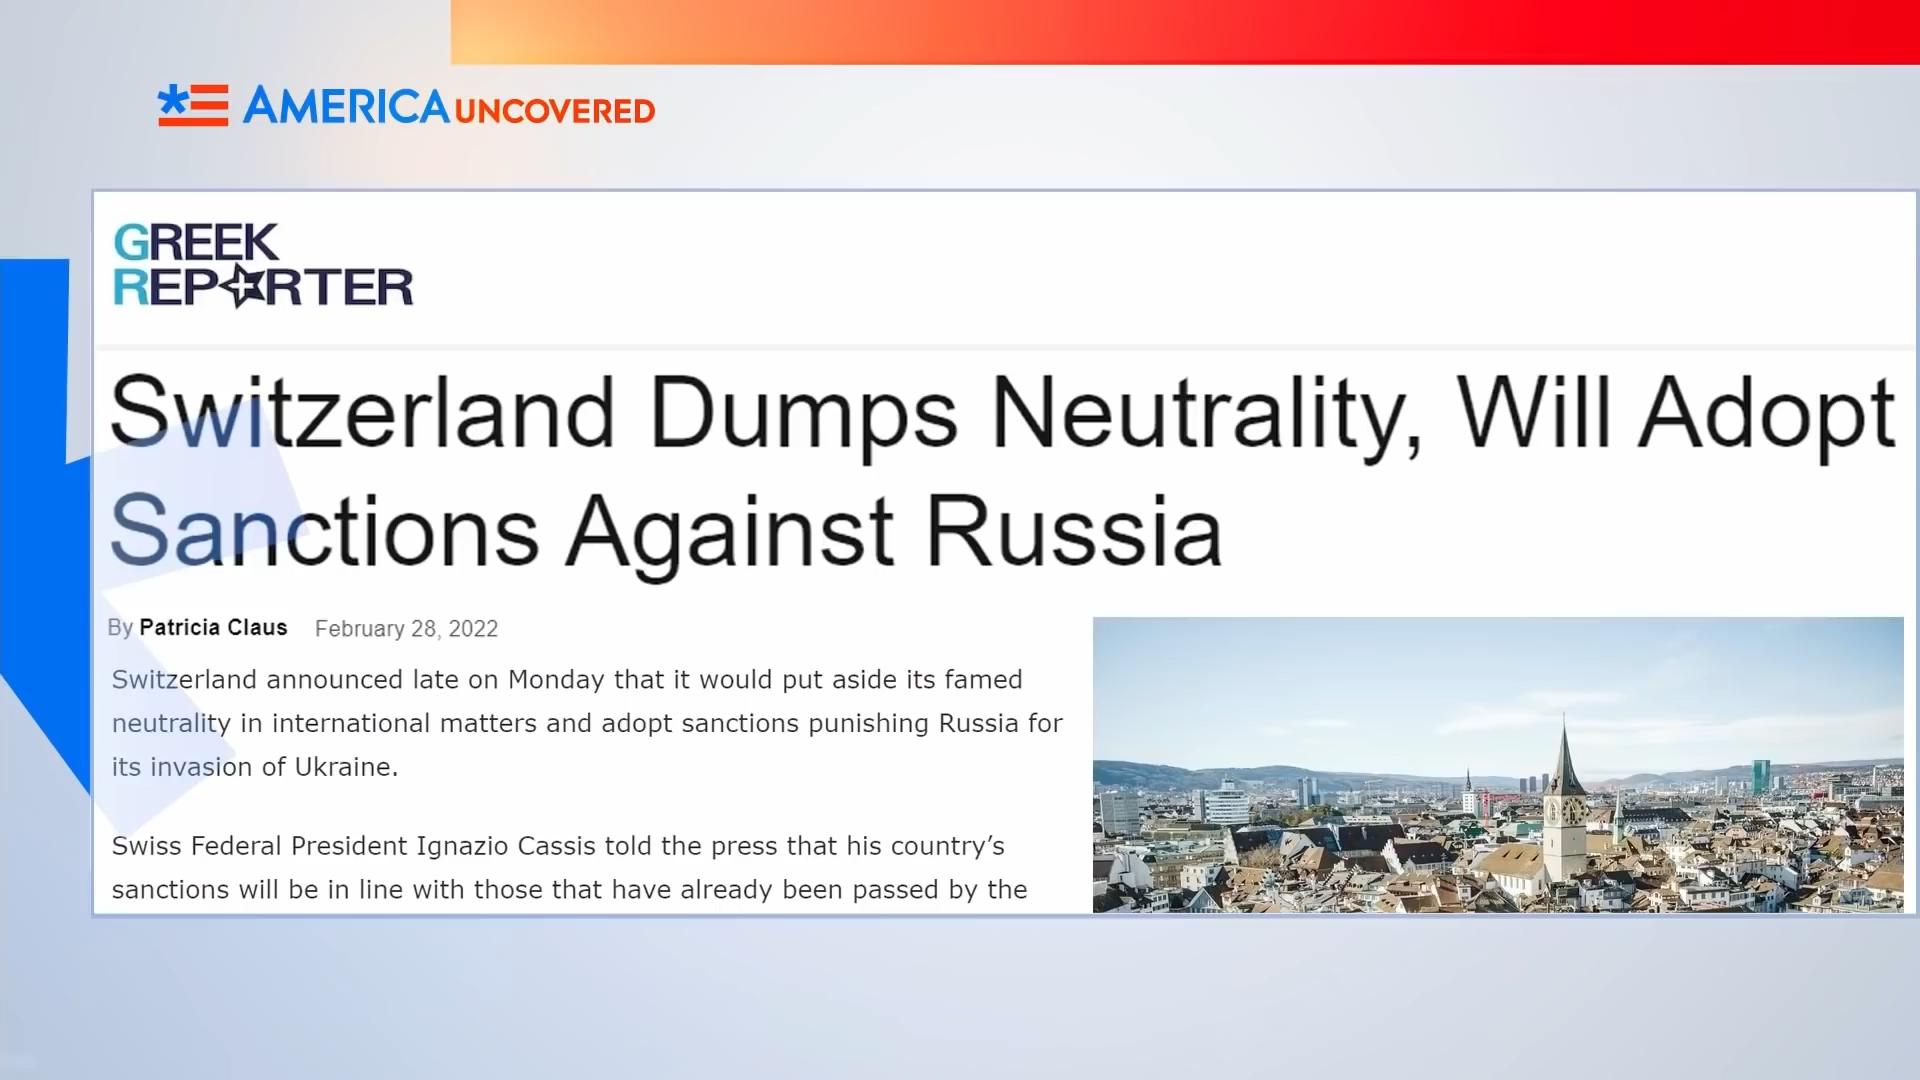 AMERICA UNCOVERED
GREEK
REPORTER
Switzerland Dumps Neutrality, Will Adopt
Sanctions Against Russia
By Patricia Claus February 28, 2022
Switzerland announced late on Monday that it would put aside its famed
neutrality in international matters and adopt sanctions punishing Russia for
its invasion of Ukraine.
Swiss Federal President Ignazio Cassis told the press that his country’s
sanctions will be in line with those that have already been passed by the